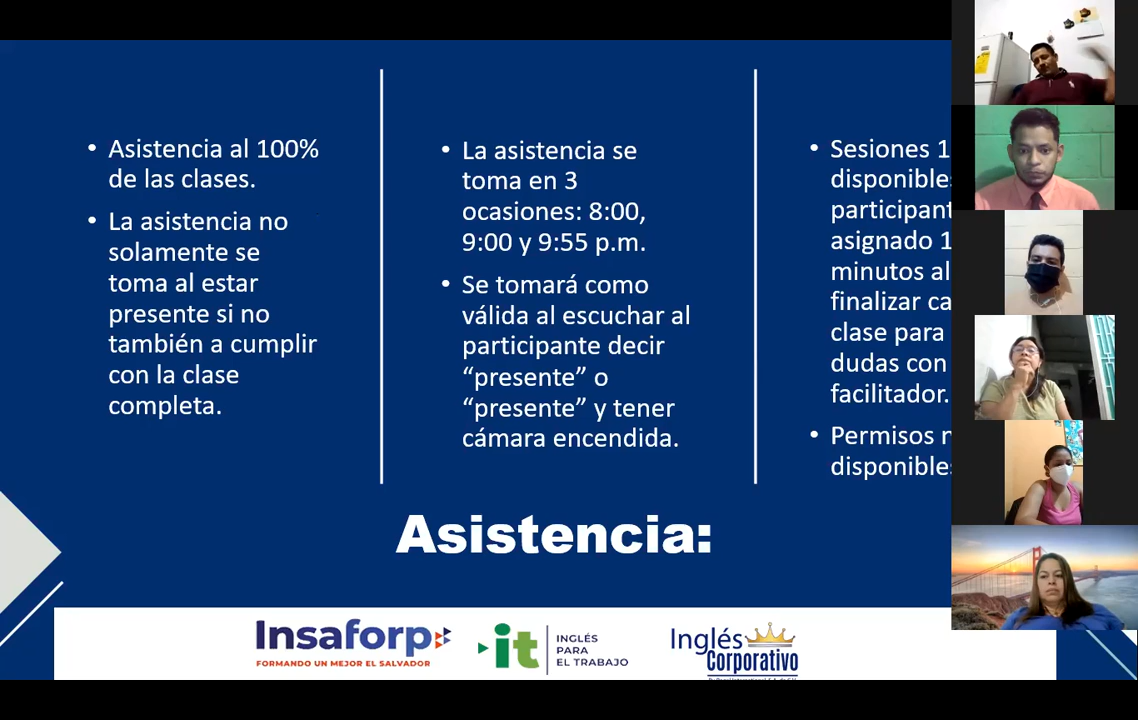 • Asistencia al 100%
de las clases.
• La asistencia no
solamente se
toma al estar
presente si no
también a cumplir
con la clase
completa.
• La asistencia se
toma en 3
ocasiones: 8:00,
9:00 y 9:55 p.m.
• Se tomará como
válida al escuchar al
participante decir
“presente” o
“presente” y tener
cámara encendida.
• Sesiones 1
disponible
participan
asignado 1
minutos al
finalizar ca
clase para
dudas con
facilitador.
• Permisos n
disponible
Asistencia:
Insaforp
FORMANDO UN MEJOR EL SALVADOR
it
INGLÉS
PARA
EL TRABAJO
Inglés
Corporativo